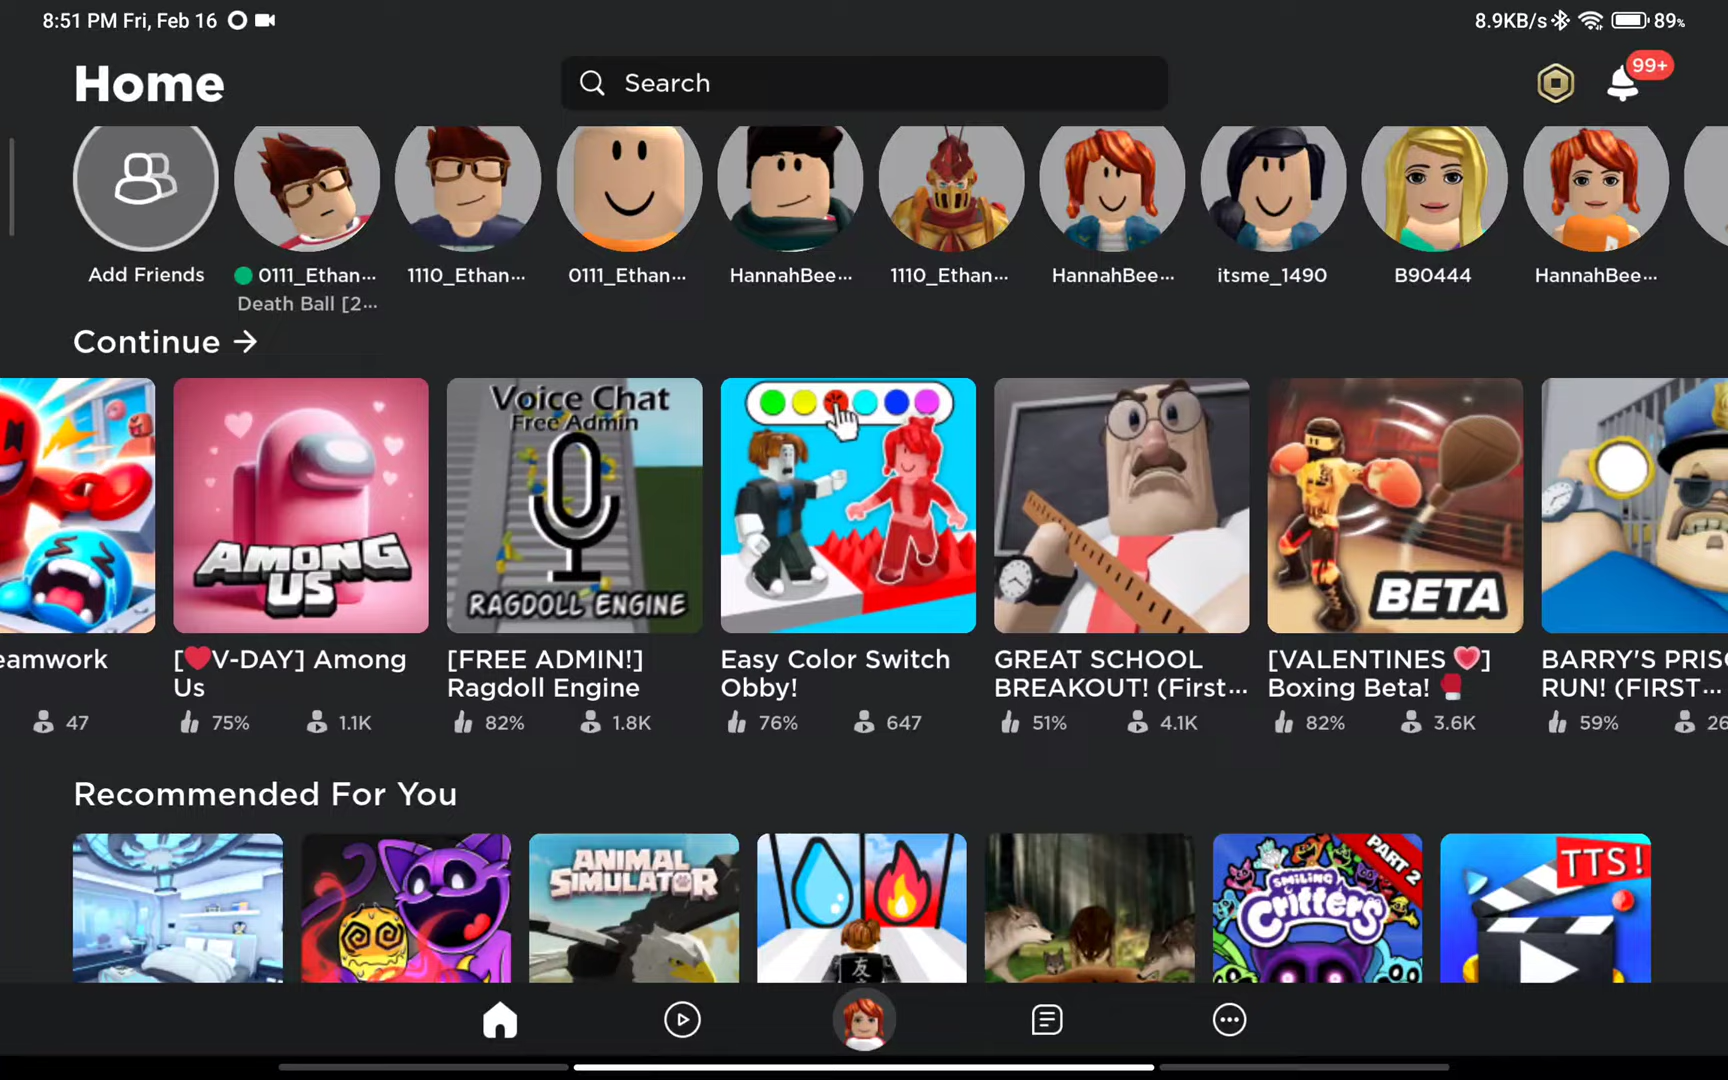 8:51 PM Fri, Feb 16
8.9KB/s
89%
Home
Search
99+
Add Friends
0111_Ethan...
1110_Ethan...
0111_Ethan...
HannahBee...
1110_Ethan...
HannahBee...
itsme_1490
B90444
HannahBee...
Death Ball [2...
Continue →
AMONG
US
Voice Chat
Free Admin
RAGDOLL ENGINE
BETA
eamwork
[❤️V-DAY] Among
Us
[FREE ADMIN!]
Ragdoll Engine
Easy Color Switch
Obby!
GREAT SCHOOL
BREAKOUT! (First...
[VALENTINES 💗]
Boxing Beta! 🥊
BARRY'S PRIS
RUN! (FIRST...
47
75%
1.1K
82%
1.8K
76%
647
51%
4.1K
82%
3.6K
59%
26
Recommended For You
ANIMAL
SIMULATOR
友
PART 2
SMILING
Critters
TTS!